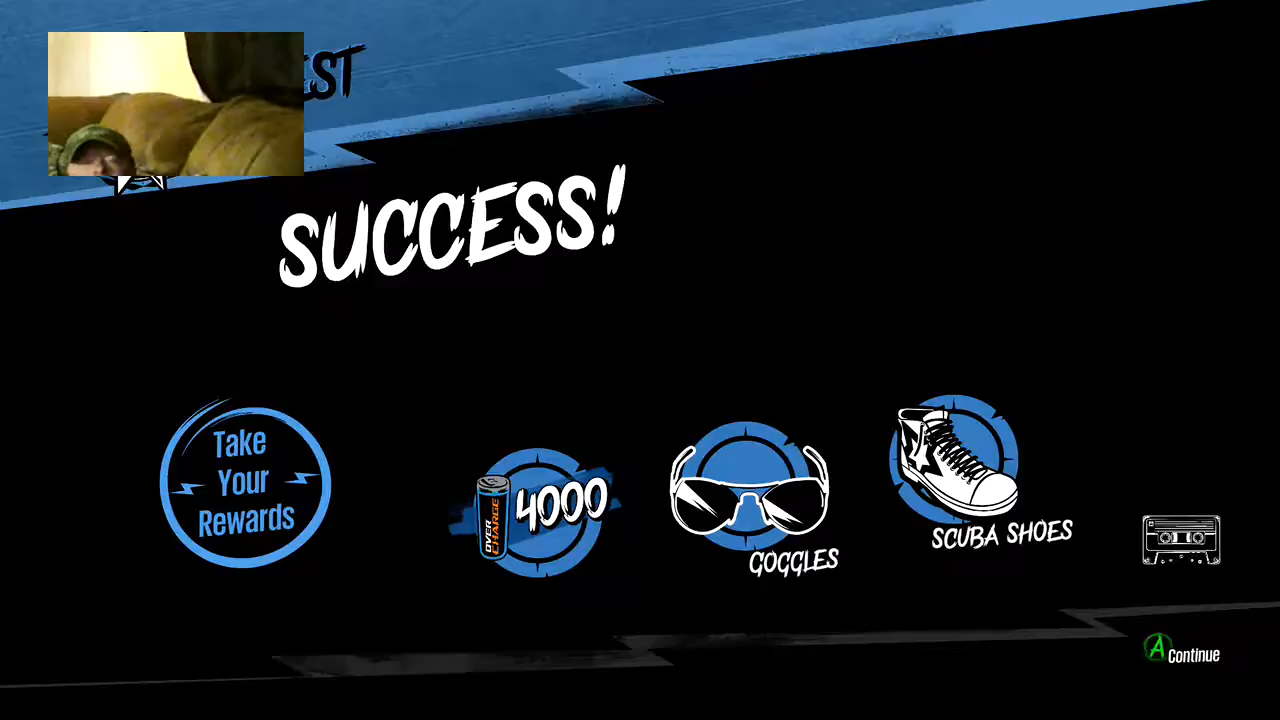 SUCCESS!
Take
Your
Rewards
OVER
CHARGE
4000
GOGGLES
SCUBA SHOES
A Continue